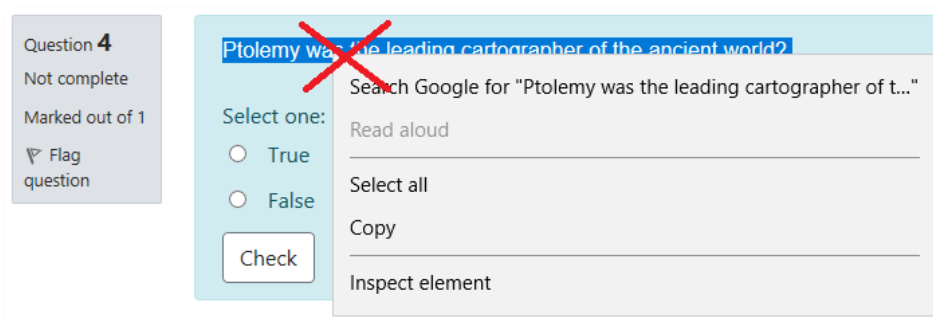 Question 4
Not complete
Marked out of 1
Flag
question
Ptolemy was the leading cartographer of the ancient world?
Select one:
True
False
Check
Search Google for "Ptolemy was the leading cartographer of t..."
Read aloud
Select all
Copy
Inspect element